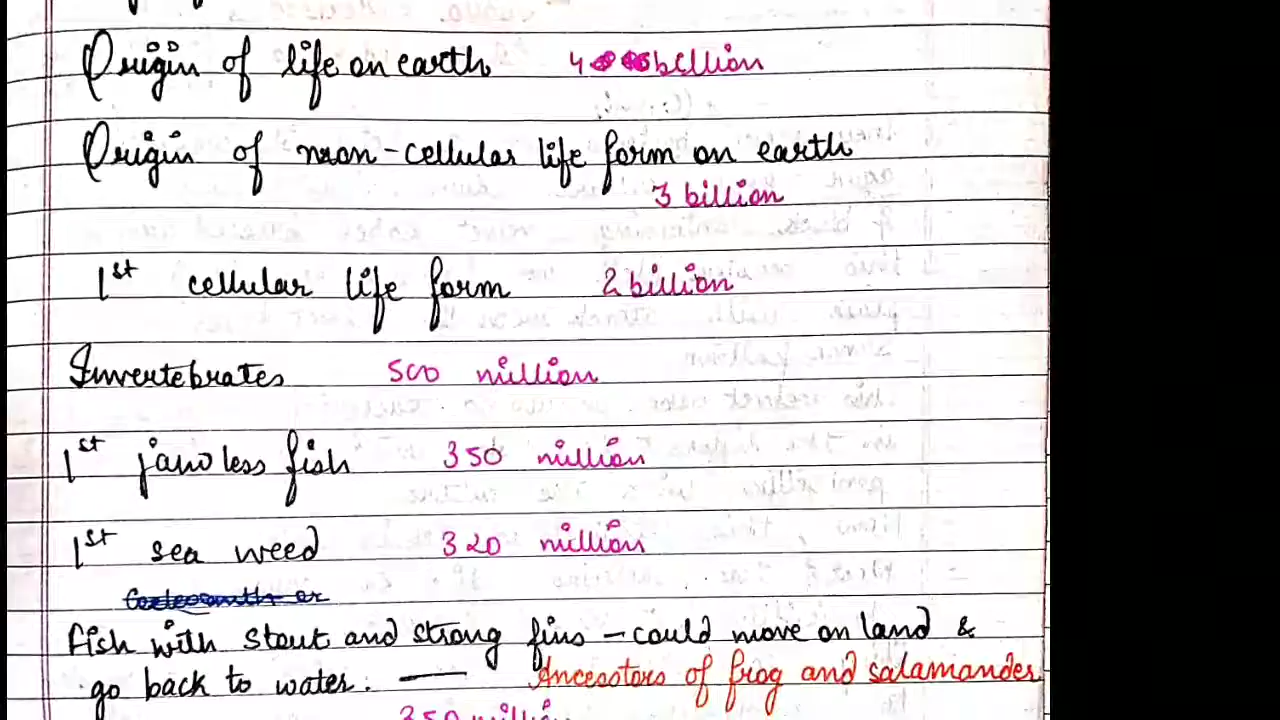 Origin of life on earth 4 billion
Origin of non-cellular life form on earth
3 billion
1st cellular life form 2 billion
Invertebrates 500 million
1st jawless fish 350 million
1st sea weed 320 million
Fish with stout and strong fins - could move on land &
go back to water. — Ancestors of frog and salamander
350 million